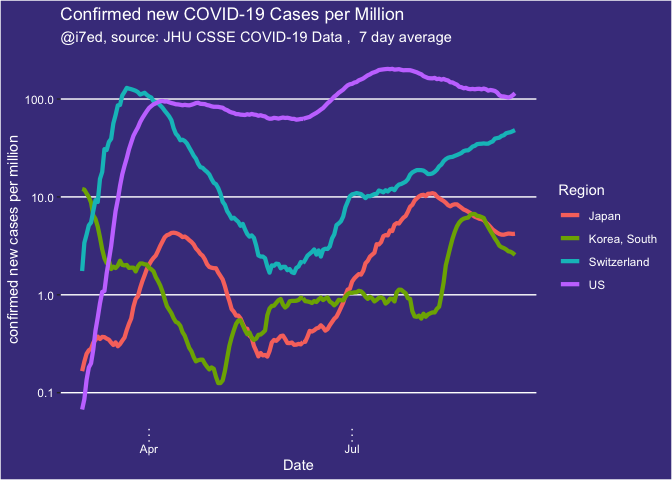 Confirmed new COVID-19 Cases per Million
@i7ed, source: JHU CSSE COVID-19 Data , 7 day average
confirmed new cases per million
100.0
10.0
1.0
0.1
Apr
Jul
Date
Region
Japan
Korea, South
Switzerland
US